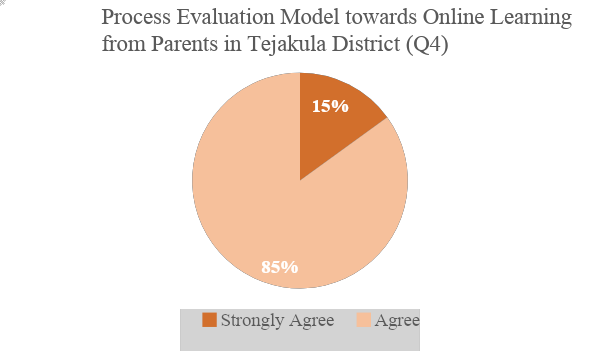 Process Evaluation Model towards Online Learning
from Parents in Tejakula District (Q4)
15%
85%
Strongly Agree Agree